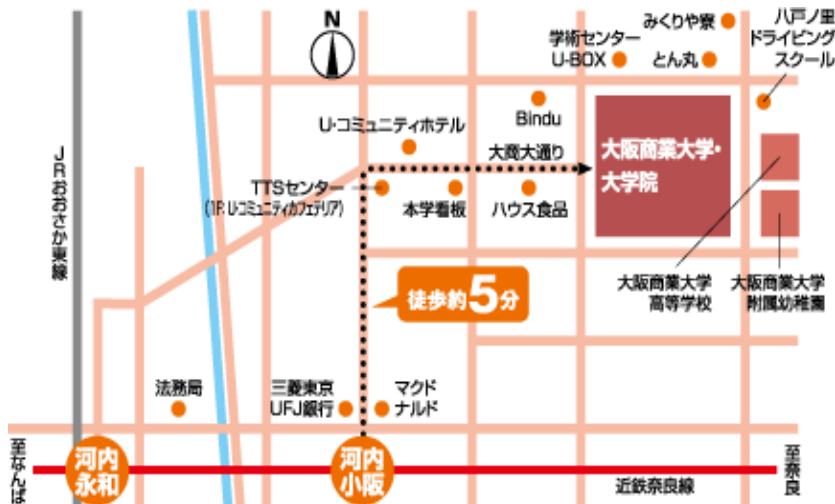 N
みくりや寮
八戸ノ里
ドライビング
スクール
学術センター
U-BOX
とん丸
Bindu
U・コミュニティホテル
大商大通り
大阪商業大学・
大学院
JRおおさか東線
TTSセンター
(1F. U・コミュニティカフェテリア)
本学看板
ハウス食品
徒歩約5分
大阪商業大学
高等学校
大阪商業大学
附属幼稚園
法務局
三菱東京
UFJ銀行
マクド
ナルド
至なんば
河内
永和
河内
小阪
近鉄奈良線
至奈良